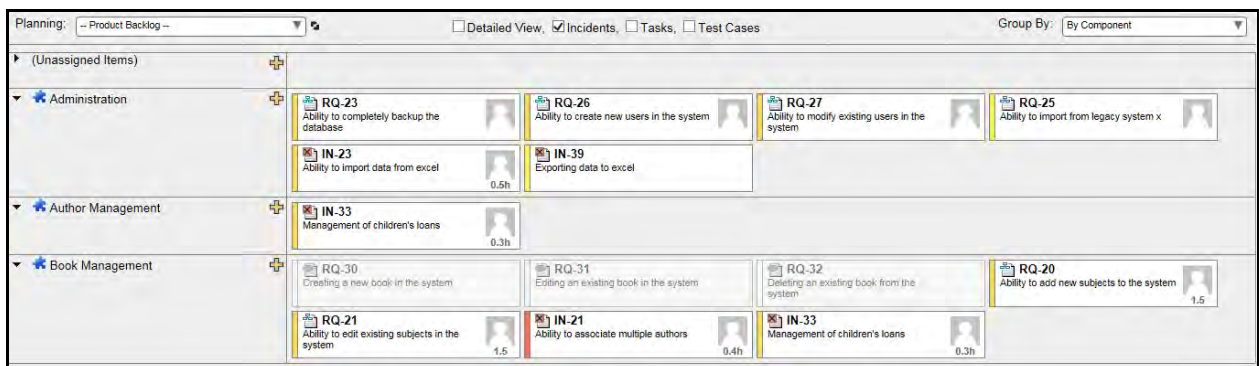 Planning: -- Product Backlog -- Detailed View, Incidents, Tasks, Test Cases Group By: By Component
(Unassigned Items)
Administration
RQ-23
Ability to completely backup the
database
RQ-26
Ability to create new users in the system
RQ-27
Ability to modify existing users in the
system
RQ-25
Ability to import from legacy system x
IN-23
Ability to import data from excel
0.5h
IN-39
Exporting data to excel
Author Management
IN-33
Management of children's loans
0.3h
Book Management
RQ-30
Creating a new book in the system
RQ-31
Editing an existing book in the system
RQ-32
Deleting an existing book from the
system
RQ-20
Ability to add new subjects to the system
1.5
RQ-21
Ability to edit existing subjects in the
system
1.5
IN-21
Ability to associate multiple authors
0.4h
IN-33
Management of children's loans
0.3h